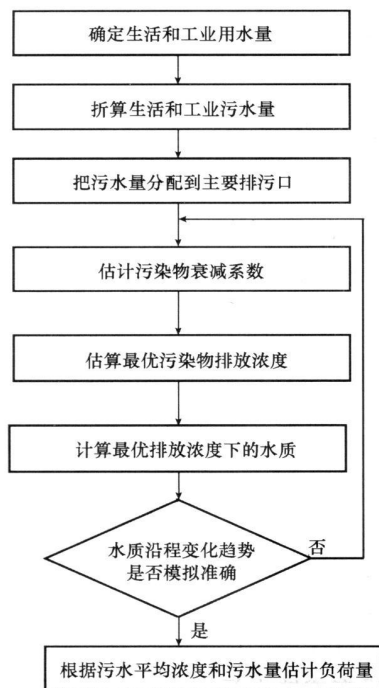 确定生活和工业用水量
折算生活和工业污水量
把污水量分配到主要排污口
估计污染物衰减系数
估算最优污染物排放浓度
计算最优排放浓度下的水质
水质沿程变化趋势
是否模拟准确
否
是
根据污水平均浓度和污水量估计负荷量